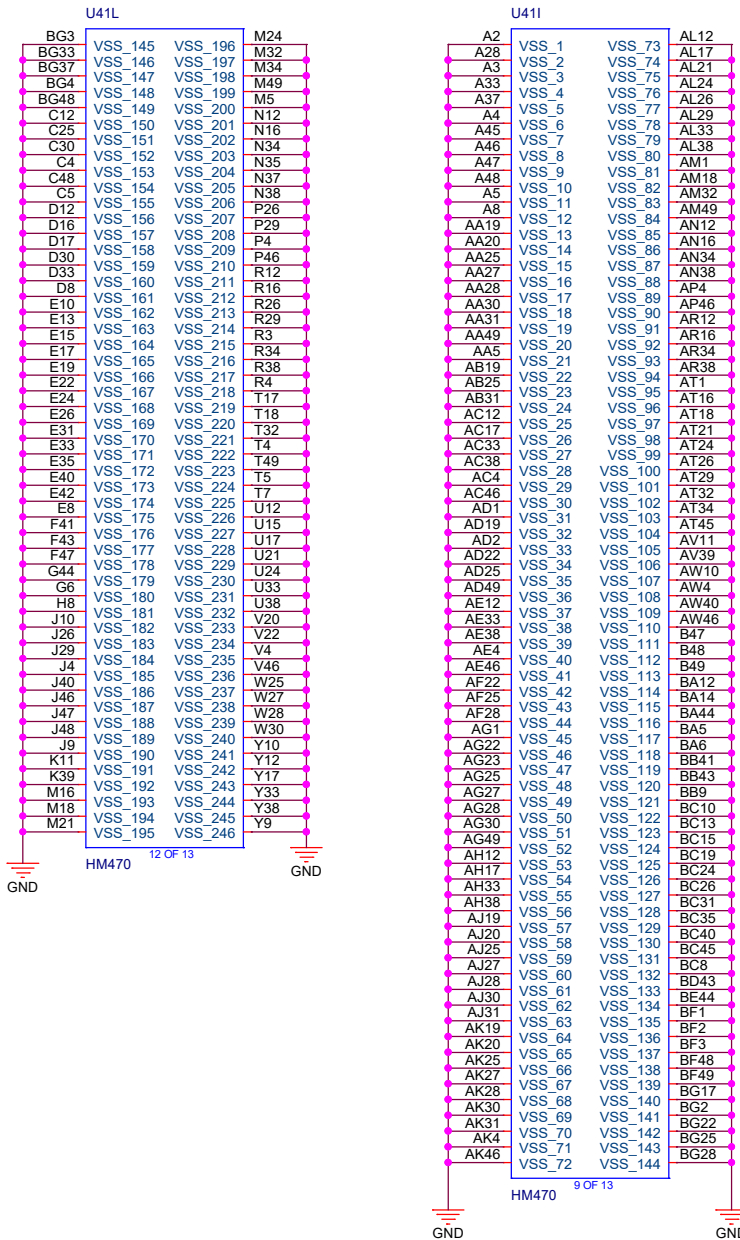 U41L
BG3 VSS_145 VSS_196 M24
BG33 VSS_146 VSS_197 M32
BG37 VSS_147 VSS_198 M34
BG4 VSS_148 VSS_199 M49
BG48 VSS_149 VSS_200 M5
C12 VSS_150 VSS_201 N12
C25 VSS_151 VSS_202 N16
C30 VSS_152 VSS_203 N34
C4 VSS_153 VSS_204 N35
C48 VSS_154 VSS_205 N37
C5 VSS_155 VSS_206 N38
D12 VSS_156 VSS_207 P26
D16 VSS_157 VSS_208 P29
D17 VSS_158 VSS_209 P4
D30 VSS_159 VSS_210 P46
D33 VSS_160 VSS_211 R12
D8 VSS_161 VSS_212 R16
E10 VSS_162 VSS_213 R26
E13 VSS_163 VSS_214 R29
E15 VSS_164 VSS_215 R3
E17 VSS_165 VSS_216 R34
E19 VSS_166 VSS_217 R38
E22 VSS_167 VSS_218 R4
E24 VSS_168 VSS_219 T17
E26 VSS_169 VSS_220 T18
E31 VSS_170 VSS_221 T32
E33 VSS_171 VSS_222 T4
E35 VSS_172 VSS_223 T49
E40 VSS_173 VSS_224 T5
E42 VSS_174 VSS_225 T7
E8 VSS_175 VSS_226 U12
F41 VSS_176 VSS_227 U15
F43 VSS_177 VSS_228 U17
F47 VSS_178 VSS_229 U21
G44 VSS_179 VSS_230 U24
G6 VSS_180 VSS_231 U33
H8 VSS_181 VSS_232 U38
J10 VSS_182 VSS_233 V20
J26 VSS_183 VSS_234 V22
J29 VSS_184 VSS_235 V4
J4 VSS_185 VSS_236 V46
J40 VSS_186 VSS_237 W25
J46 VSS_187 VSS_238 W27
J47 VSS_188 VSS_239 W28
J48 VSS_189 VSS_240 W30
J9 VSS_190 VSS_241 Y10
K11 VSS_191 VSS_242 Y12
K39 VSS_192 VSS_243 Y17
M16 VSS_193 VSS_244 Y33
M18 VSS_194 VSS_245 Y38
M21 VSS_195 VSS_246 Y9
12 OF 13
HM470
GND
GND
U41I
A2 VSS_1 VSS_73 AL12
A28 VSS_2 VSS_74 AL17
A3 VSS_3 VSS_75 AL21
A33 VSS_4 VSS_76 AL24
A37 VSS_5 VSS_77 AL26
A4 VSS_6 VSS_78 AL29
A45 VSS_7 VSS_79 AL33
A46 VSS_8 VSS_80 AL38
A47 VSS_9 VSS_81 AM1
A48 VSS_10 VSS_82 AM18
A5 VSS_11 VSS_83 AM32
A8 VSS_12 VSS_84 AM49
AA19 VSS_13 VSS_85 AN12
AA20 VSS_14 VSS_86 AN16
AA25 VSS_15 VSS_87 AN34
AA27 VSS_16 VSS_88 AN38
AA28 VSS_17 VSS_89 AP4
AA30 VSS_18 VSS_90 AP46
AA31 VSS_19 VSS_91 AR12
AA49 VSS_20 VSS_92 AR16
AA5 VSS_21 VSS_93 AR34
AB19 VSS_22 VSS_94 AR38
AB25 VSS_23 VSS_95 AT1
AB31 VSS_24 VSS_96 AT16
AC12 VSS_25 VSS_97 AT18
AC17 VSS_26 VSS_98 AT21
AC33 VSS_27 VSS_99 AT24
AC38 VSS_28 VSS_100 AT26
AC4 VSS_29 VSS_101 AT29
AC46 VSS_30 VSS_102 AT32
AD1 VSS_31 VSS_103 AT34
AD19 VSS_32 VSS_104 AT45
AD2 VSS_33 VSS_105 AV11
AD22 VSS_34 VSS_106 AV39
AD25 VSS_35 VSS_107 AW10
AD49 VSS_36 VSS_108 AW4
AE12 VSS_37 VSS_109 AW40
AE33 VSS_38 VSS_110 AW46
AE38 VSS_39 VSS_111 B47
AE4 VSS_40 VSS_112 B48
AE46 VSS_41 VSS_113 B49
AF22 VSS_42 VSS_114 BA12
AF25 VSS_43 VSS_115 BA14
AF28 VSS_44 VSS_116 BA44
AG1 VSS_45 VSS_117 BA5
AG22 VSS_46 VSS_118 BA6
AG23 VSS_47 VSS_119 BB41
AG25 VSS_48 VSS_120 BB43
AG27 VSS_49 VSS_121 BB9
AG28 VSS_50 VSS_122 BC10
AG30 VSS_51 VSS_123 BC13
AG49 VSS_52 VSS_124 BC15
AH12 VSS_53 VSS_125 BC19
AH17 VSS_54 VSS_126 BC24
AH33 VSS_55 VSS_127 BC26
AH38 VSS_56 VSS_128 BC31
AJ19 VSS_57 VSS_129 BC35
AJ20 VSS_58 VSS_130 BC40
AJ25 VSS_59 VSS_131 BC45
AJ27 VSS_60 VSS_132 BC8
AJ28 VSS_61 VSS_133 BD43
AJ30 VSS_62 VSS_134 BE44
AJ31 VSS_63 VSS_135 BF1
AK19 VSS_64 VSS_136 BF2
AK20 VSS_65 VSS_137 BF3
AK25 VSS_66 VSS_138 BF48
AK27 VSS_67 VSS_139 BF49
AK28 VSS_68 VSS_140 BG17
AK30 VSS_69 VSS_141 BG2
AK31 VSS_70 VSS_142 BG22
AK4 VSS_71 VSS_143 BG25
AK46 VSS_72 VSS_144 BG28
9 OF 13
HM470
GND
GND